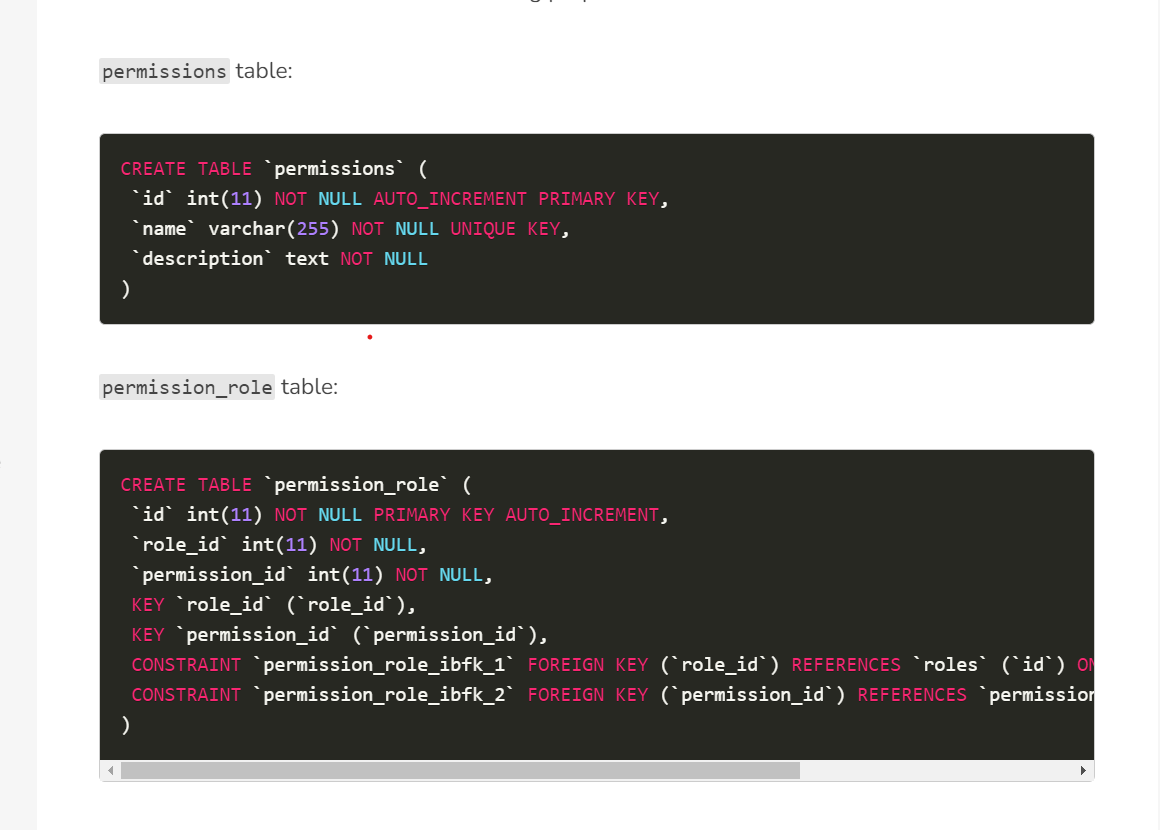 permissions table:
CREATE TABLE `permissions` (
 `id` int(11) NOT NULL AUTO_INCREMENT PRIMARY KEY,
 `name` varchar(255) NOT NULL UNIQUE KEY,
 `description` text NOT NULL
)
permission_role table:
CREATE TABLE `permission_role` (
 `id` int(11) NOT NULL PRIMARY KEY AUTO_INCREMENT,
 `role_id` int(11) NOT NULL,
 `permission_id` int(11) NOT NULL,
 KEY `role_id` (`role_id`),
 KEY `permission_id` (`permission_id`),
 CONSTRAINT `permission_role_ibfk_1` FOREIGN KEY (`role_id`) REFERENCES `roles` (`id`)
 CONSTRAINT `permission_role_ibfk_2` FOREIGN KEY (`permission_id`) REFERENCES `permission
)